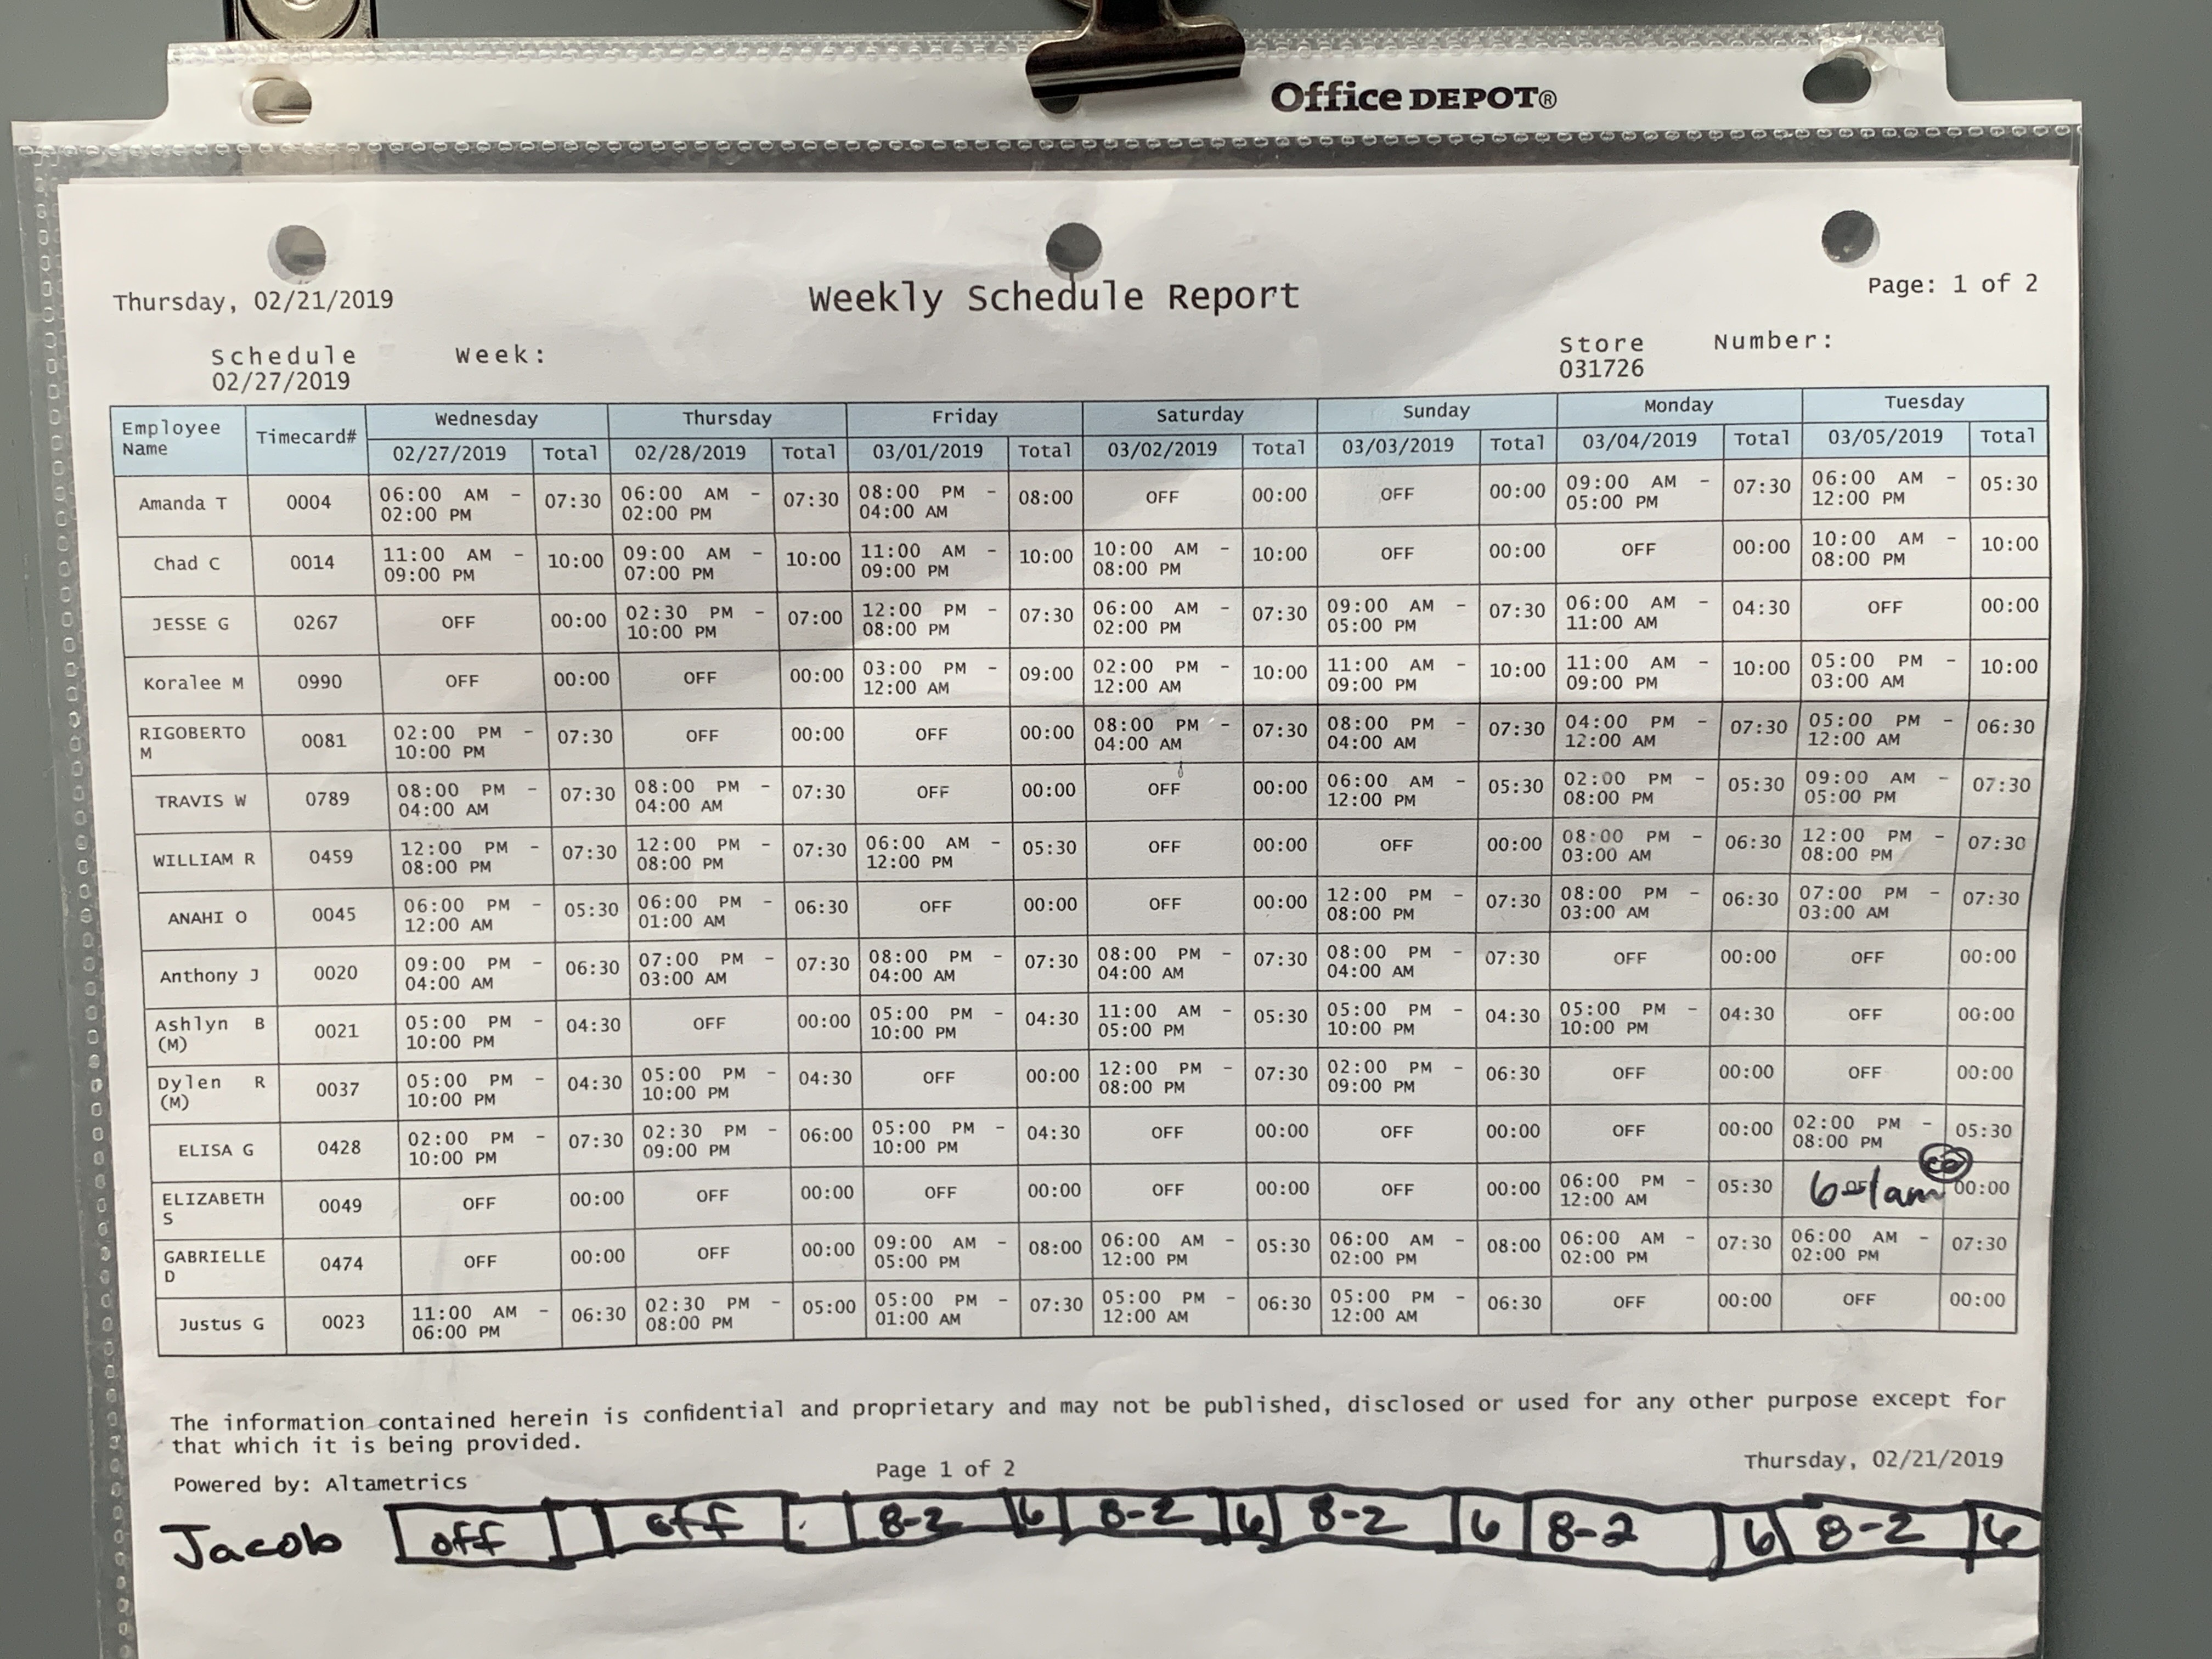 Office DEPOT®
Thursday, 02/21/2019
Weekly Schedule Report
Page: 1 of 2
Schedule Week:
02/27/2019
Store Number:
031726
Employee Name Timecard# Wednesday Thursday Friday Saturday Sunday Monday Tuesday
02/27/2019 Total 02/28/2019 Total 03/01/2019 Total 03/02/2019 Total 03/03/2019 Total 03/04/2019 Total 03/05/2019 Total
Amanda T 0004 06:00 AM - 02:00 PM 07:30 06:00 AM - 02:00 PM 07:30 08:00 PM - 04:00 AM 08:00 OFF 00:00 OFF 00:00 09:00 AM - 05:00 PM 07:30 06:00 AM - 12:00 PM 05:30
Chad C 0014 11:00 AM - 09:00 PM 10:00 09:00 AM - 07:00 PM 10:00 11:00 AM - 09:00 PM 10:00 10:00 AM - 08:00 PM 10:00 OFF 00:00 OFF 00:00 10:00 AM - 08:00 PM 10:00
JESSE G 0267 OFF 00:00 02:30 PM - 10:00 PM 07:00 12:00 PM - 08:00 PM 07:30 06:00 AM - 02:00 PM 07:30 09:00 AM - 05:00 PM 07:30 06:00 AM - 11:00 AM 04:30 OFF 00:00
Koralee M 0990 OFF 00:00 OFF 00:00 03:00 PM - 12:00 AM 09:00 02:00 PM - 12:00 AM 10:00 11:00 AM - 09:00 PM 10:00 11:00 AM - 09:00 PM 10:00 05:00 PM - 03:00 AM 10:00
RIGOBERTO M 0081 02:00 PM - 10:00 PM 07:30 OFF 00:00 OFF 00:00 08:00 PM - 04:00 AM 07:30 08:00 PM - 04:00 AM 07:30 04:00 PM - 12:00 AM 07:30 05:00 PM - 12:00 AM 06:30
TRAVIS W 0789 08:00 PM - 04:00 AM 07:30 08:00 PM - 04:00 AM 07:30 OFF 00:00 OFF 00:00 06:00 AM - 12:00 PM 05:30 02:00 PM - 08:00 PM 05:30 09:00 AM - 05:00 PM 07:30
WILLIAM R 0459 12:00 PM - 08:00 PM 07:30 12:00 PM - 08:00 PM 07:30 06:00 AM - 12:00 PM 05:30 OFF 00:00 OFF 00:00 08:00 PM - 03:00 AM 06:30 12:00 PM - 08:00 PM 07:30
ANAHI O 0045 06:00 PM - 12:00 AM 05:30 06:00 PM - 01:00 AM 06:30 OFF 00:00 OFF 00:00 12:00 PM - 08:00 PM 07:30 08:00 PM - 03:00 AM 06:30 07:00 PM - 03:00 AM 07:30
Anthony J 0020 09:00 PM - 04:00 AM 06:30 07:00 PM - 03:00 AM 07:30 08:00 PM - 04:00 AM 07:30 08:00 PM - 04:00 AM 07:30 08:00 PM - 04:00 AM 07:30 OFF 00:00 OFF 00:00
Ashlyn B (M) 0021 05:00 PM - 10:00 PM 04:30 OFF 00:00 05:00 PM - 10:00 PM 04:30 11:00 AM - 05:00 PM 05:30 05:00 PM - 10:00 PM 04:30 05:00 PM - 10:00 PM 04:30 OFF 00:00
Dylen R (M) 0037 05:00 PM - 10:00 PM 04:30 05:00 PM - 10:00 PM 04:30 OFF 00:00 12:00 PM - 08:00 PM 07:30 02:00 PM - 09:00 PM 06:30 OFF 00:00 OFF 00:00
ELISA G 0428 02:00 PM - 10:00 PM 07:30 02:30 PM - 09:00 PM 06:00 05:00 PM - 10:00 PM 04:30 OFF 00:00 OFF 00:00 OFF 00:00 02:00 PM - 08:00 PM 05:30
ELIZABETH S 0049 OFF 00:00 OFF 00:00 OFF 00:00 OFF 00:00 OFF 00:00 06:00 PM - 12:00 AM 05:30 6-1am 00:00
GABRIELLE D 0474 OFF 00:00 OFF 00:00 09:00 AM - 05:00 PM 08:00 06:00 AM - 12:00 PM 05:30 06:00 AM - 02:00 PM 08:00 06:00 AM - 02:00 PM 07:30 06:00 AM - 02:00 PM 07:30
Justus G 0023 11:00 AM - 06:00 PM 06:30 02:30 PM - 08:00 PM 05:00 05:00 PM - 01:00 AM 07:30 05:00 PM - 12:00 AM 06:30 05:00 PM - 12:00 AM 06:30 OFF 00:00 OFF 00:00
The information contained herein is confidential and proprietary and may not be published, disclosed or used for any other purpose except for
that which it is being provided.
Powered by: Altametrics
Page 1 of 2
Thursday, 02/21/2019
Jacob off off 8-2 6 8-2 6 8-2 6 8-2 6 8-2 6